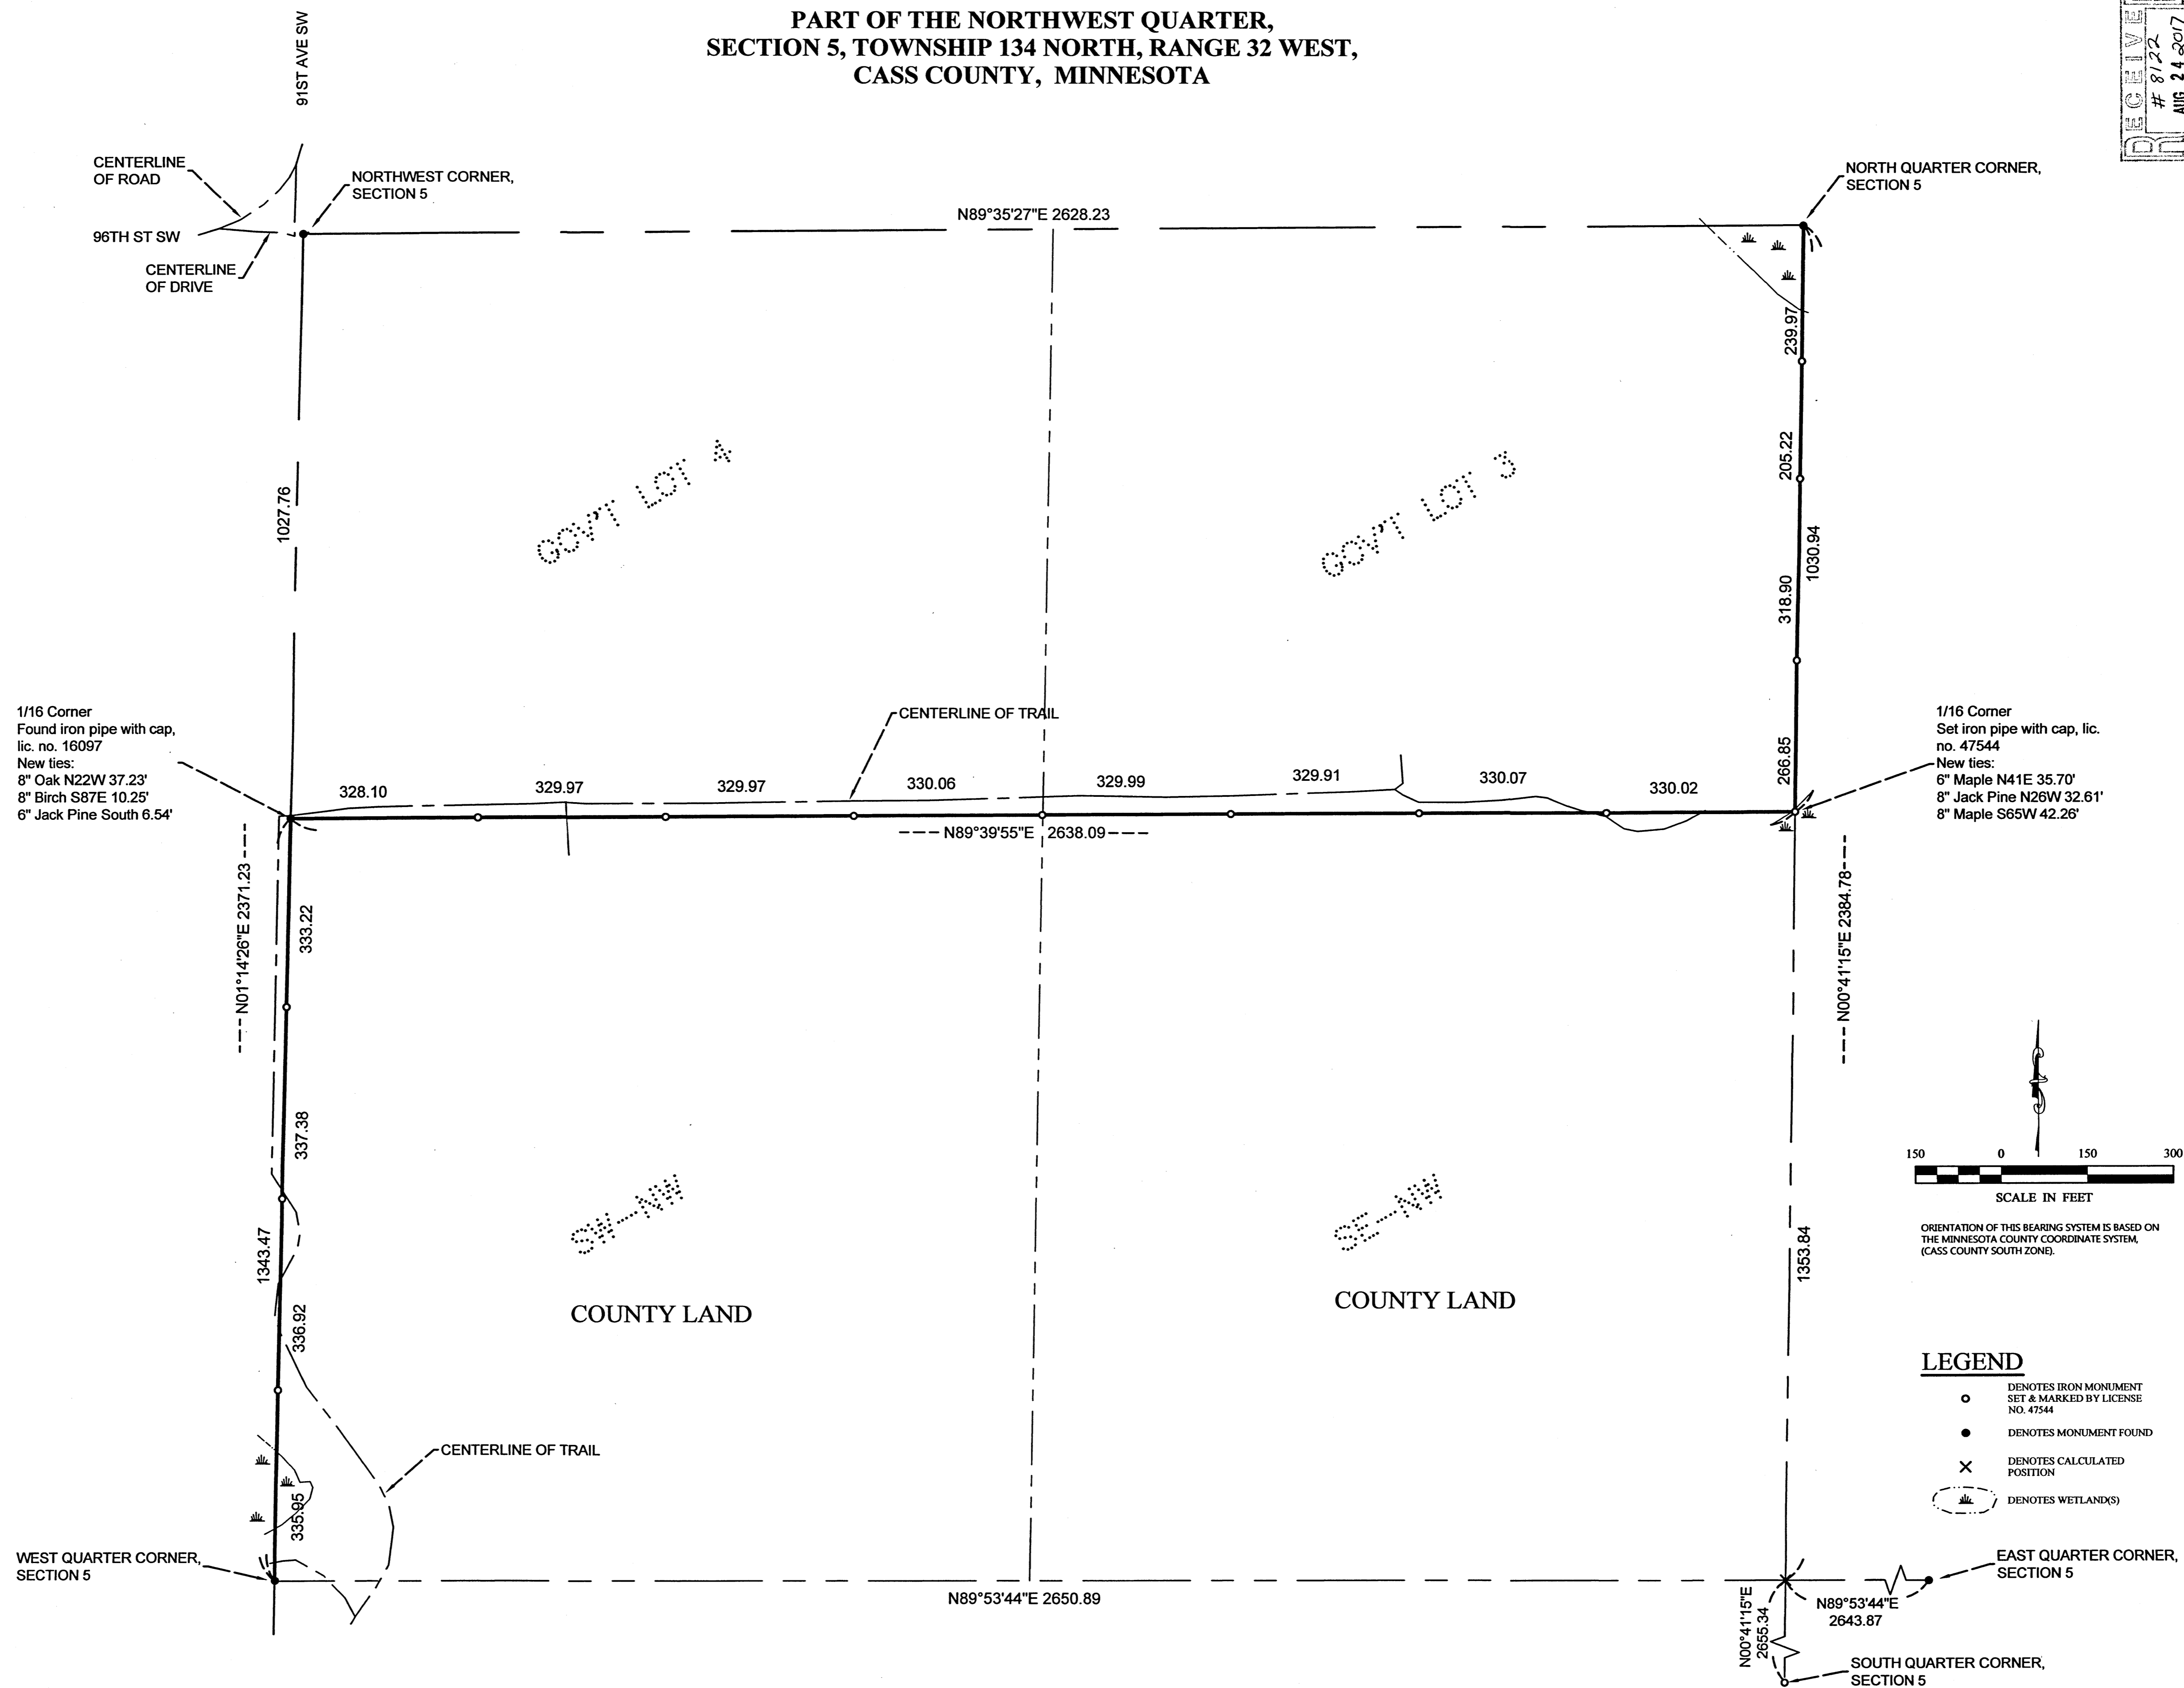 PART OF THE NORTHWEST QUARTER,
SECTION 5, TOWNSHIP 134 NORTH, RANGE 32 WEST,
CASS COUNTY, MINNESOTA
RECEIVE
# 8122
AUG 24 2017
91ST AVE SW
CENTERLINE
OF ROAD
NORTHWEST CORNER,
SECTION 5
96TH ST SW
CENTERLINE
OF DRIVE
N89°35'27"E 2628.23
NORTH QUARTER CORNER,
SECTION 5
239.97
205.22
1030.94
318.90
266.85
1027.76
GOV'T LOT 4
GOV'T LOT 3
1/16 Corner
Found iron pipe with cap,
lic. no. 16097
New ties:
8" Oak N22W 37.23'
8" Birch S87E 10.25'
6" Jack Pine South 6.54'
CENTERLINE OF TRAIL
328.10
329.97
329.97
330.06
329.99
329.91
330.07
330.02
N89°39'55"E 2638.09
1/16 Corner
Set iron pipe with cap, lic.
no. 47544
New ties:
6" Maple N41E 35.70'
8" Jack Pine N26W 32.61'
8" Maple S65W 42.26'
N01°14'26"E 2371.23
333.22
337.38
1343.47
336.92
335.95
N00°41'15"E 2384.78
1353.84
SW-NW
SE-NW
COUNTY LAND
COUNTY LAND
150 0 150 300
SCALE IN FEET
ORIENTATION OF THIS BEARING SYSTEM IS BASED ON
THE MINNESOTA COUNTY COORDINATE SYSTEM,
(CASS COUNTY SOUTH ZONE).
LEGEND
DENOTES IRON MONUMENT
SET & MARKED BY LICENSE
NO. 47544
DENOTES MONUMENT FOUND
DENOTES CALCULATED
POSITION
DENOTES WETLAND(S)
CENTERLINE OF TRAIL
WEST QUARTER CORNER,
SECTION 5
N89°53'44"E 2650.89
EAST QUARTER CORNER,
SECTION 5
N89°53'44"E
2643.87
N00°41'15"E
2655.34
SOUTH QUARTER CORNER,
SECTION 5